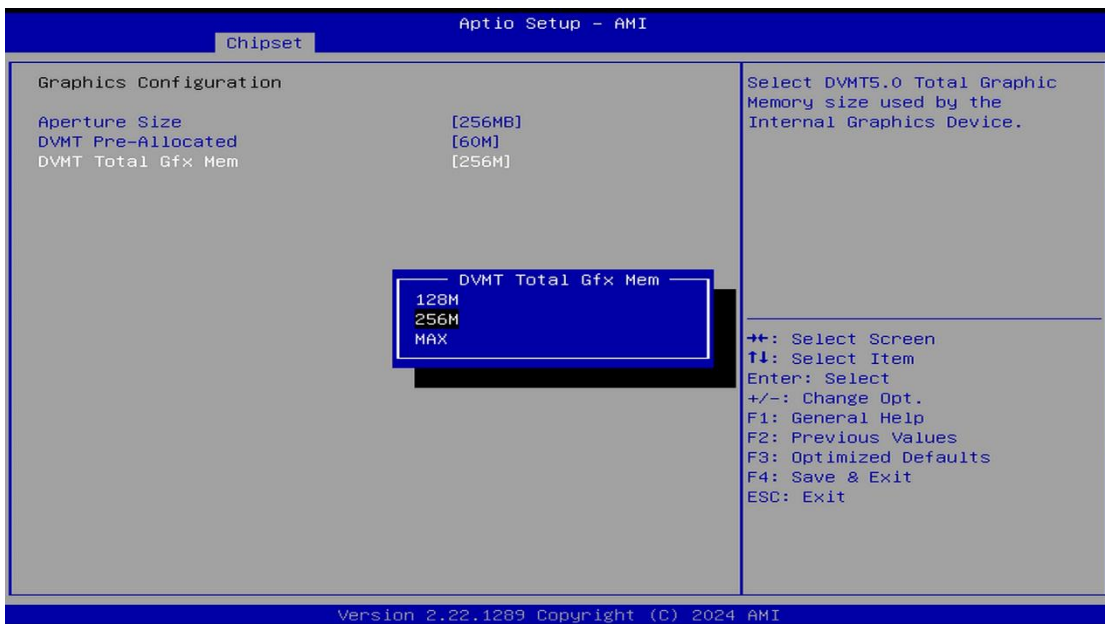 Aptio Setup – AMI
Chipset
Graphics Configuration
Aperture Size [256MB]
DVMT Pre-Allocated [60M]
DVMT Total Gfx Mem [256M]
DVMT Total Gfx Mem
128M
256M
MAX
Select DVMT5.0 Total Graphic
Memory size used by the
Internal Graphics Device.
→←: Select Screen
↑↓: Select Item
Enter: Select
+/-: Change Opt.
F1: General Help
F2: Previous Values
F3: Optimized Defaults
F4: Save & Exit
ESC: Exit
Version 2.22.1289 Copyright (C) 2024 AMI